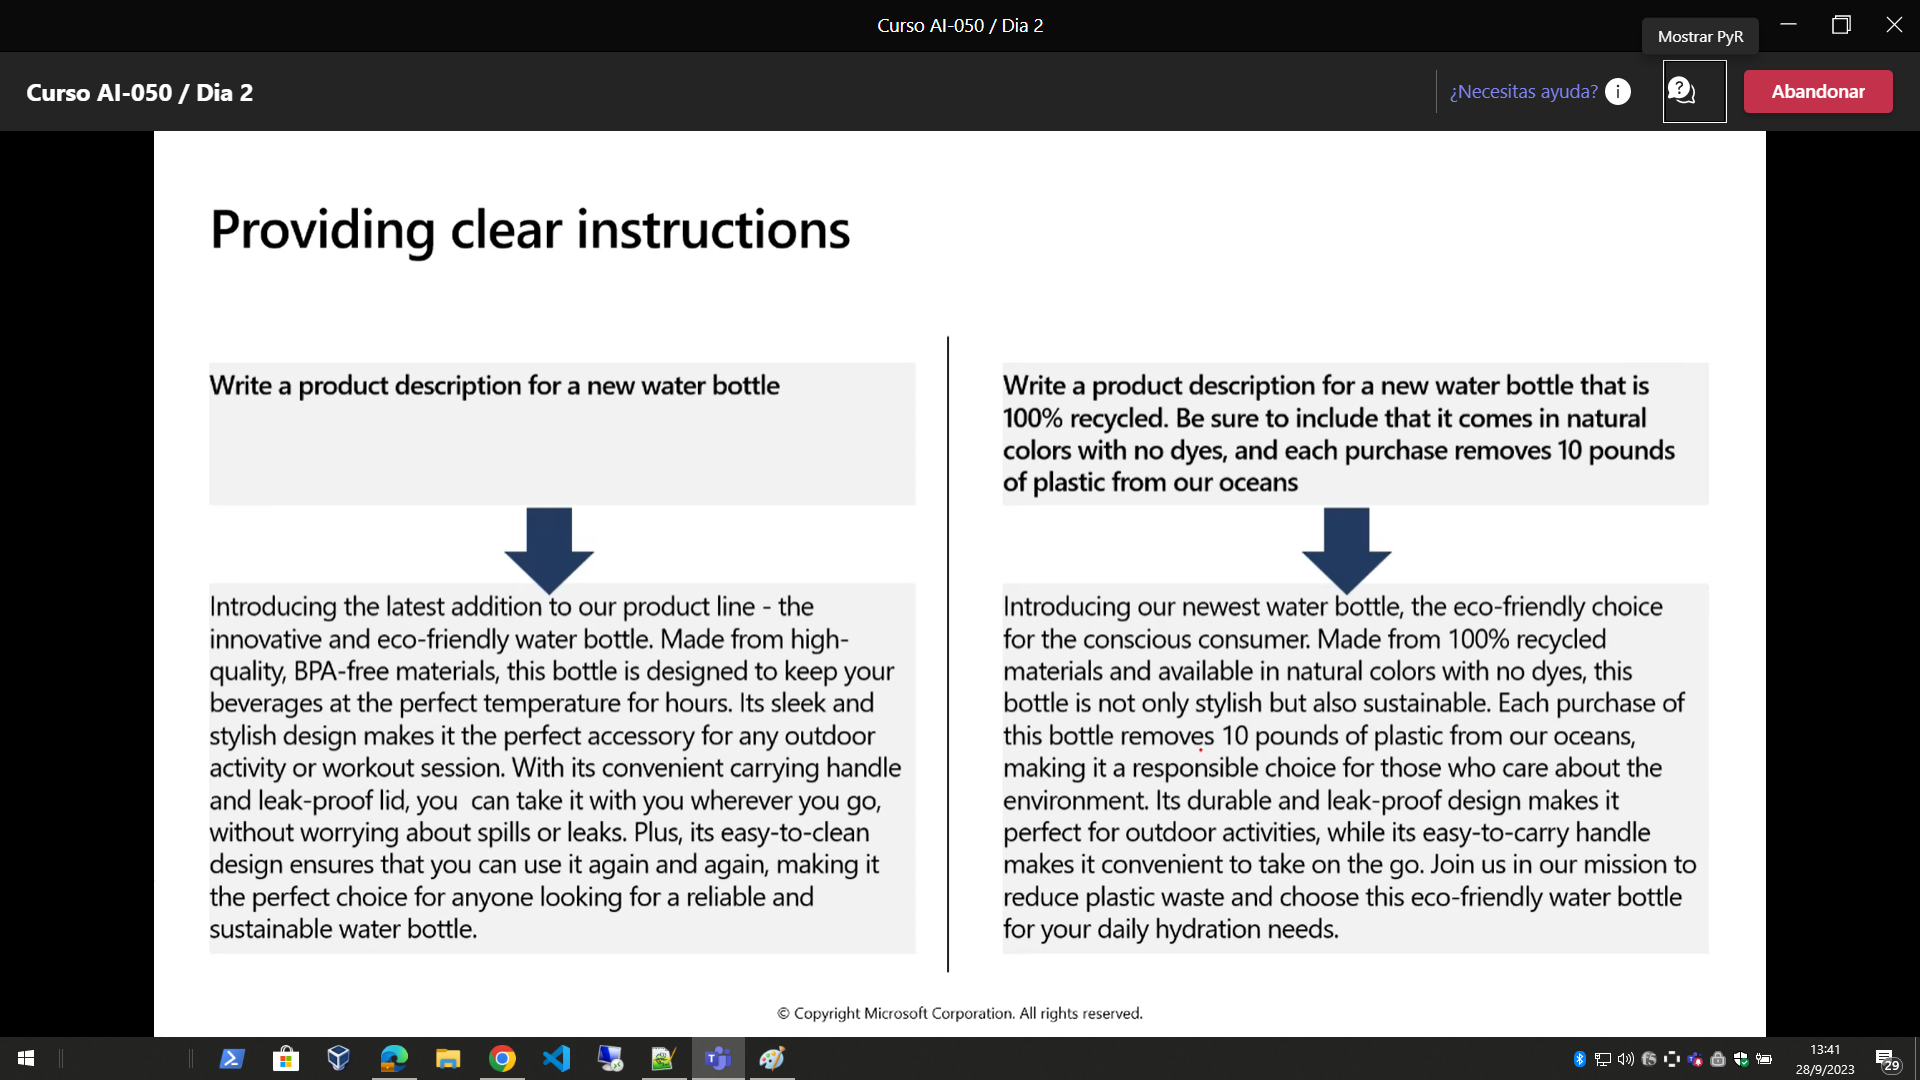 Curso AI-050 / Dia 2
Mostrar PyR
Curso AI-050 / Dia 2
¿Necesitas ayuda?
Abandonar
Providing clear instructions
Write a product description for a new water bottle
Introducing the latest addition to our product line - the
innovative and eco-friendly water bottle. Made from high-
quality, BPA-free materials, this bottle is designed to keep your
beverages at the perfect temperature for hours. Its sleek and
stylish design makes it the perfect accessory for any outdoor
activity or workout session. With its convenient carrying handle
and leak-proof lid, you  can take it with you wherever you go,
without worrying about spills or leaks. Plus, its easy-to-clean
design ensures that you can use it again and again, making it
the perfect choice for anyone looking for a reliable and
sustainable water bottle.
Write a product description for a new water bottle that is
100% recycled. Be sure to include that it comes in natural
colors with no dyes, and each purchase removes 10 pounds
of plastic from our oceans
Introducing our newest water bottle, the eco-friendly choice
for the conscious consumer. Made from 100% recycled
materials and available in natural colors with no dyes, this
bottle is not only stylish but also sustainable. Each purchase of
this bottle removes 10 pounds of plastic from our oceans,
making it a responsible choice for those who care about the
environment. Its durable and leak-proof design makes it
perfect for outdoor activities, while its easy-to-carry handle
makes it convenient to take on the go. Join us in our mission to
reduce plastic waste and choose this eco-friendly water bottle
for your daily hydration needs.
© Copyright Microsoft Corporation. All rights reserved.
13:41
28/9/2023
29